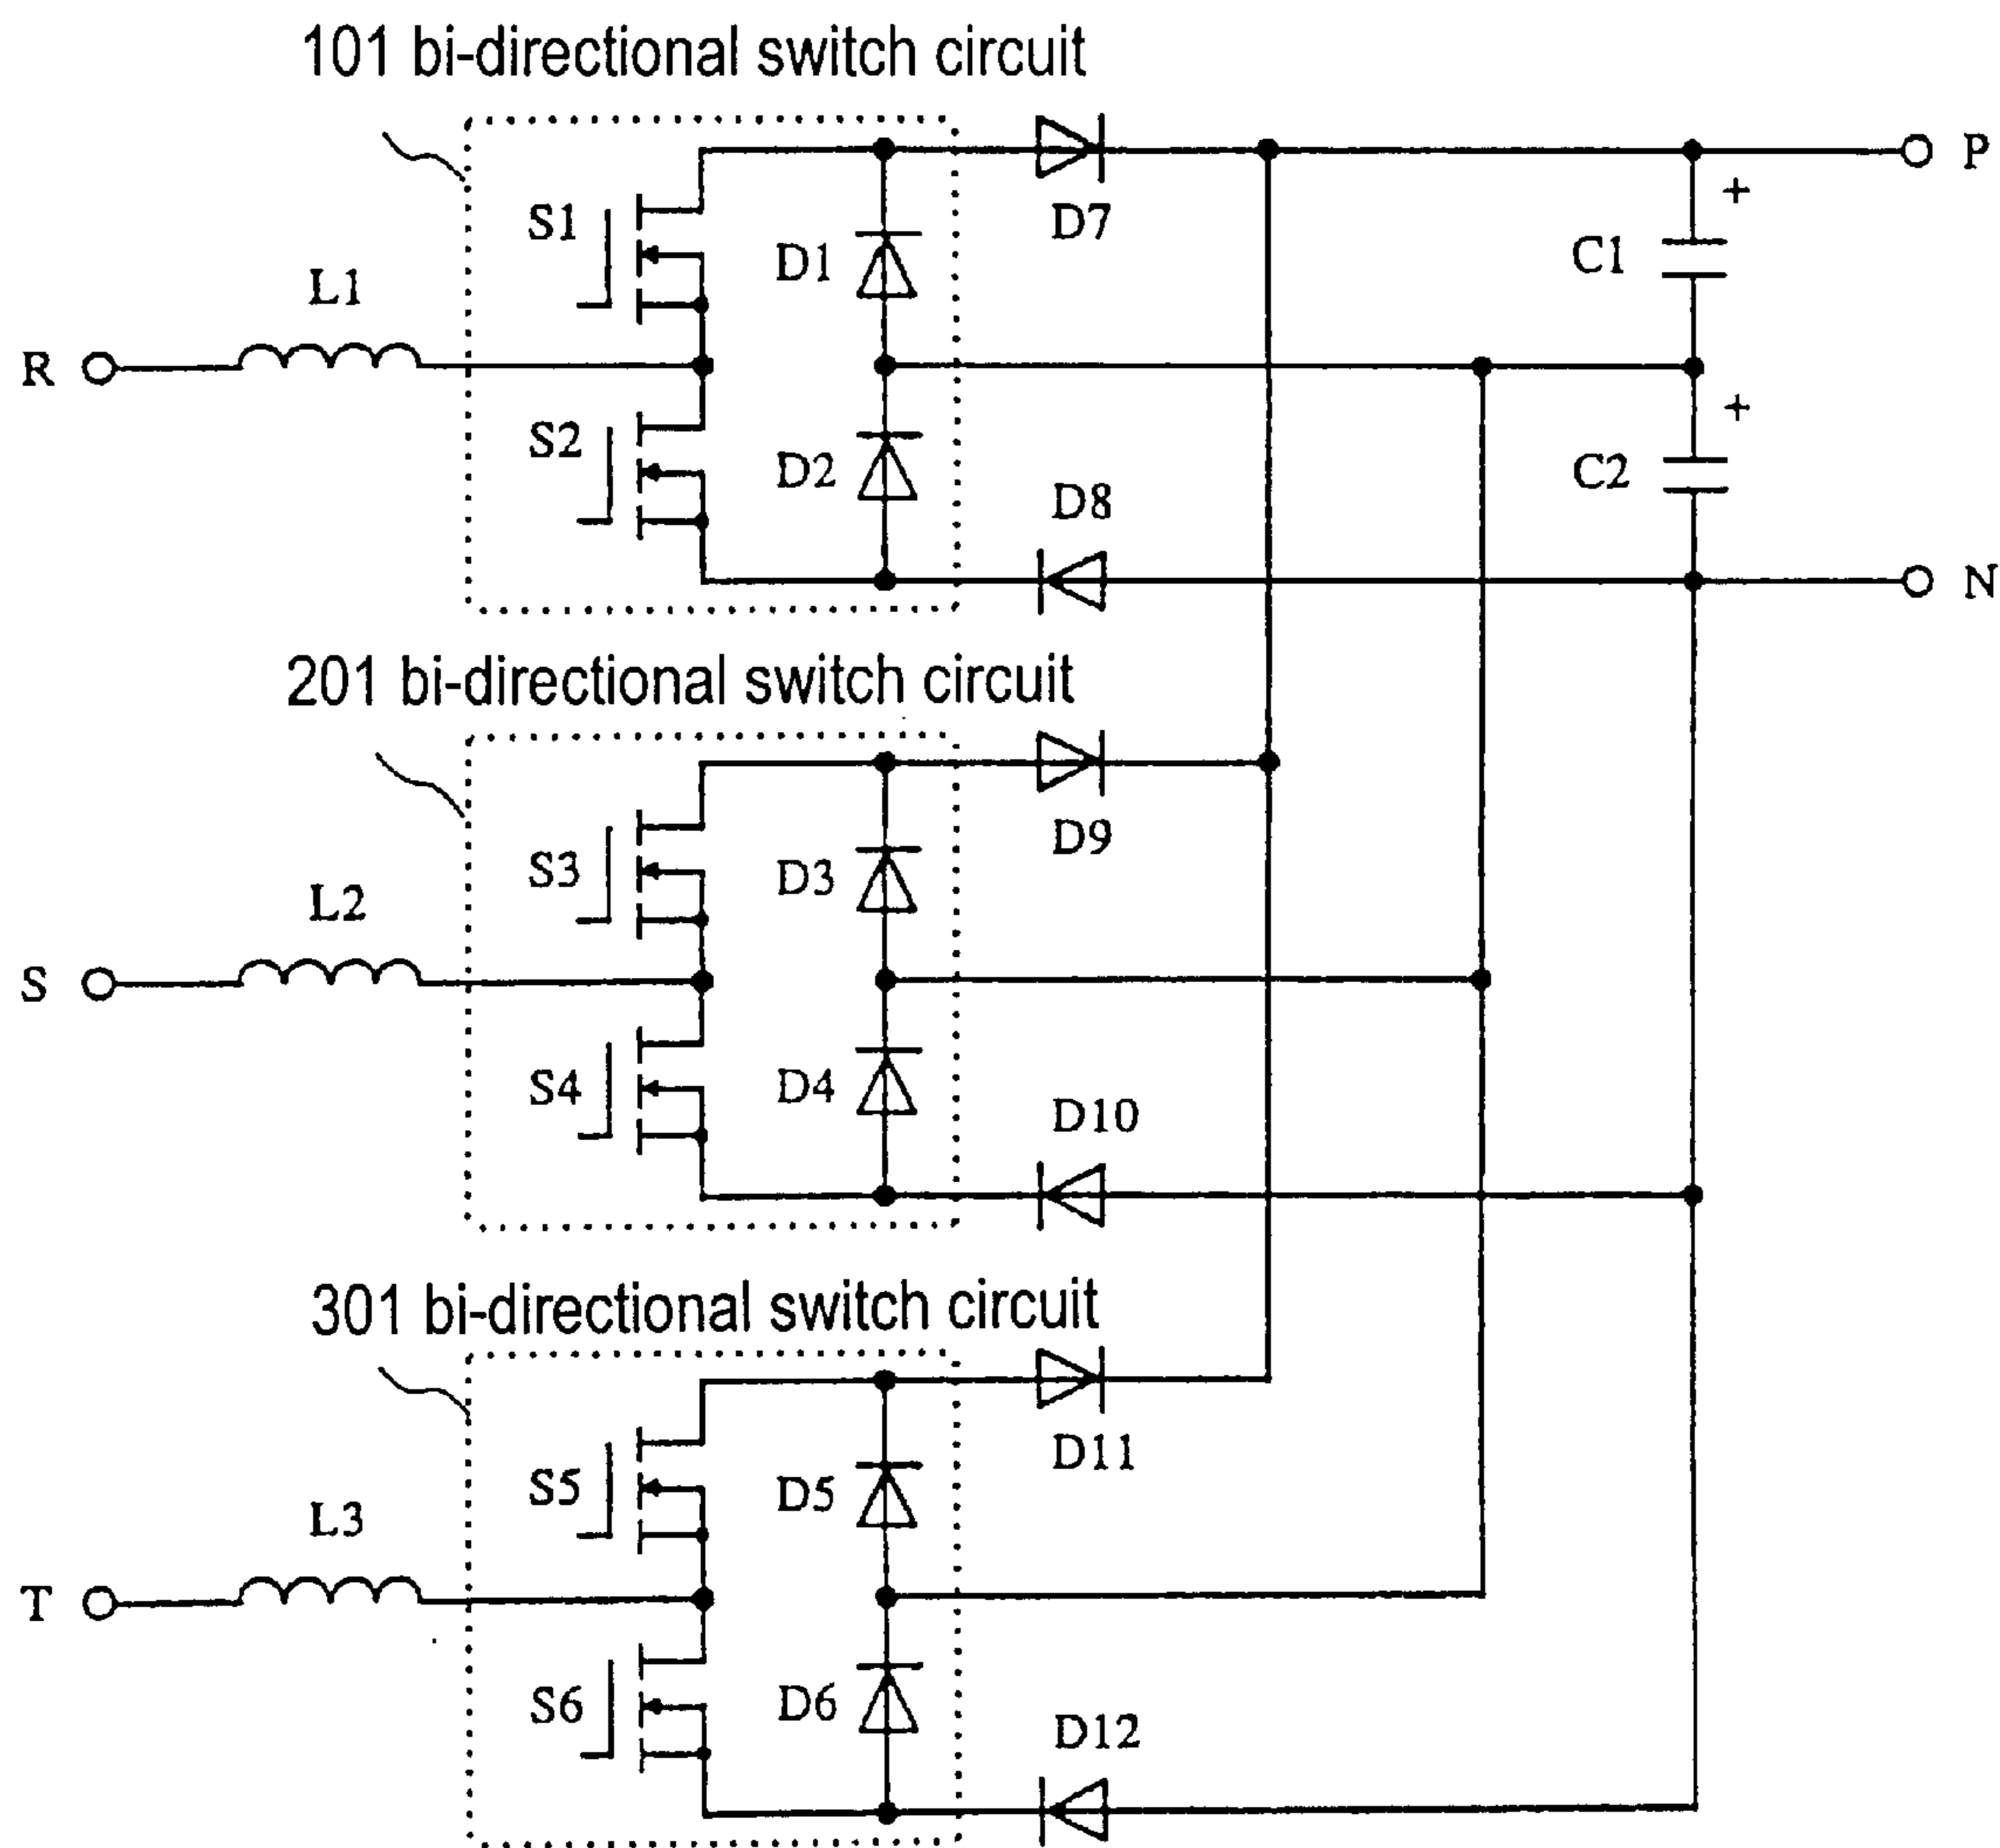 101 bi-directional switch circuit
S1
D1
D7
+
P
C1
L1
R
S2
D2
D8
+
C2
N
201 bi-directional switch circuit
S3
D3
D9
L2
S
S4
D4
D10
301 bi-directional switch circuit
S5
D5
D11
L3
T
S6
D6
D12